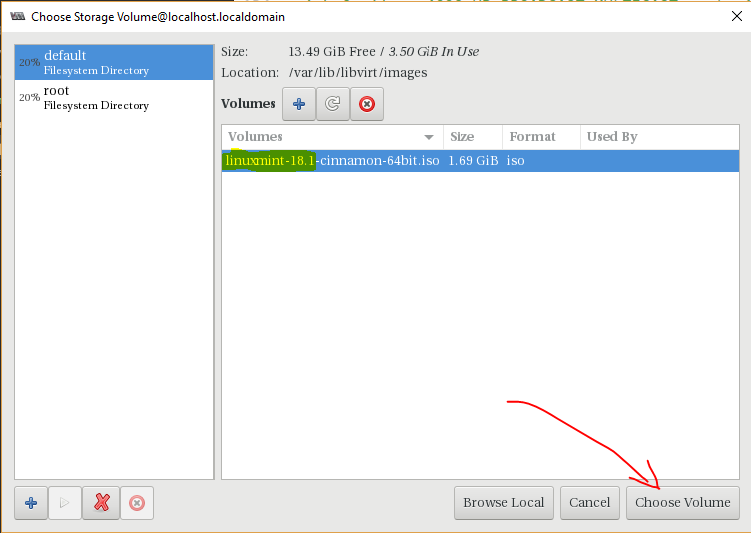 Choose Storage Volume@localhost.localdomain
20% default
Filesystem Directory
20% root
Filesystem Directory
Size: 13.49 GiB Free / 3.50 GiB In Use
Location: /var/lib/libvirt/images
Volumes
Volumes Size Format Used By
linuxmint-18.1-cinnamon-64bit.iso 1.69 GiB iso
Browse Local Cancel Choose Volume